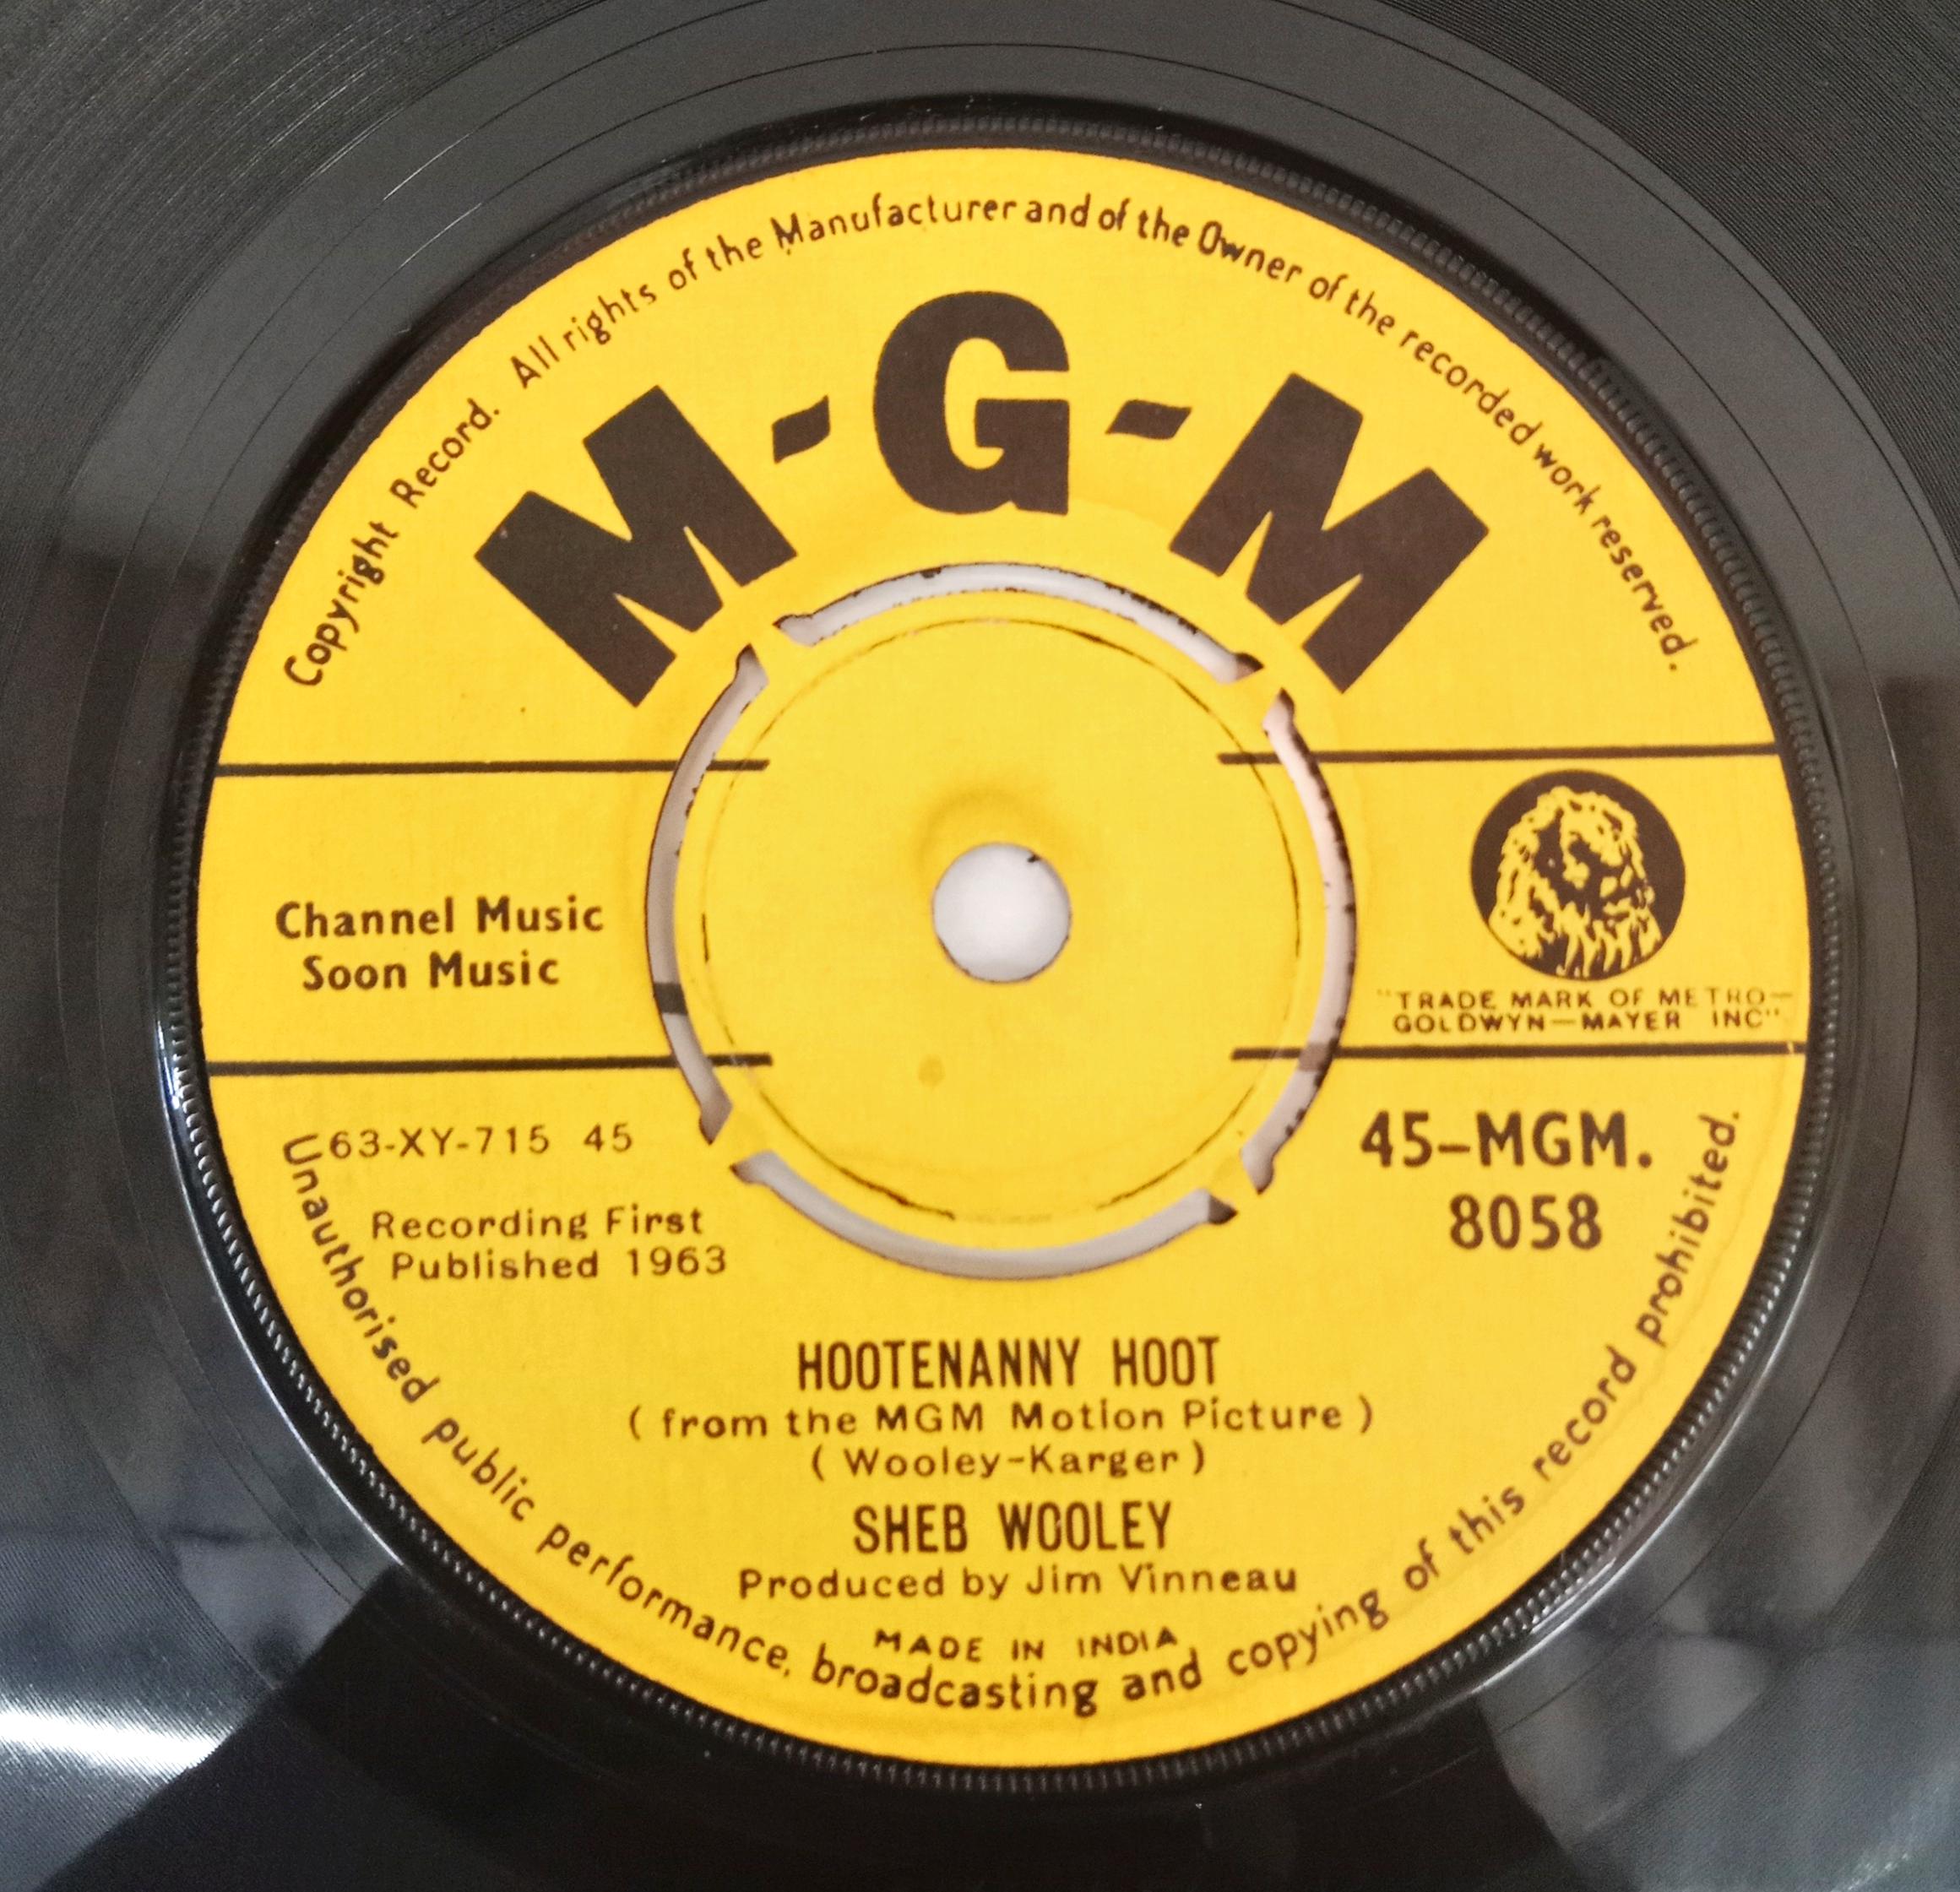 Copyright Record. All rights of the Manufacturer and of the Owner of the recorded work reserved.
M-G-M
Channel Music
Soon Music
"TRADE MARK OF METRO-
GOLDWYN-MAYER INC".
63-XY-715 45
45-MGM.
8058
Recording First
Published 1963
HOOTENANNY HOOT
(from the MGM Motion Picture)
(Wooley-Karger)
SHEB WOOLEY
Produced by Jim Vinneau
MADE IN INDIA
Unauthorised public performance, broadcasting and copying of this record prohibited.